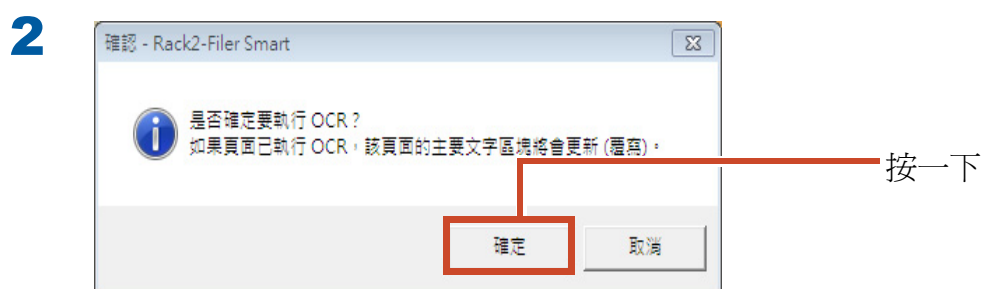 2
確認 - Rack2-Filer Smart
是否確定要執行 OCR？
如果頁面已執行 OCR，該頁面的主要文字區塊將會更新 (覆寫)。
按一下
確定
取消